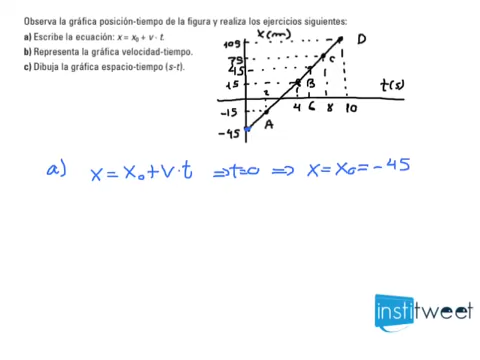 Observa la gráfica posición-tiempo de la figura y realiza los ejercicios siguientes:
a) Escribe la ecuación: x = x₀ + v · t.
b) Representa la gráfica velocidad-tiempo.
c) Dibuja la gráfica espacio-tiempo (s-t).
x(m)
D
105
75
C
45
15
B
t(s)
2
4 6 8 10
-15
A
-45
a) x = x₀ + v · t ⇒ t=0 ⇒ x = x₀ = -45
institweet